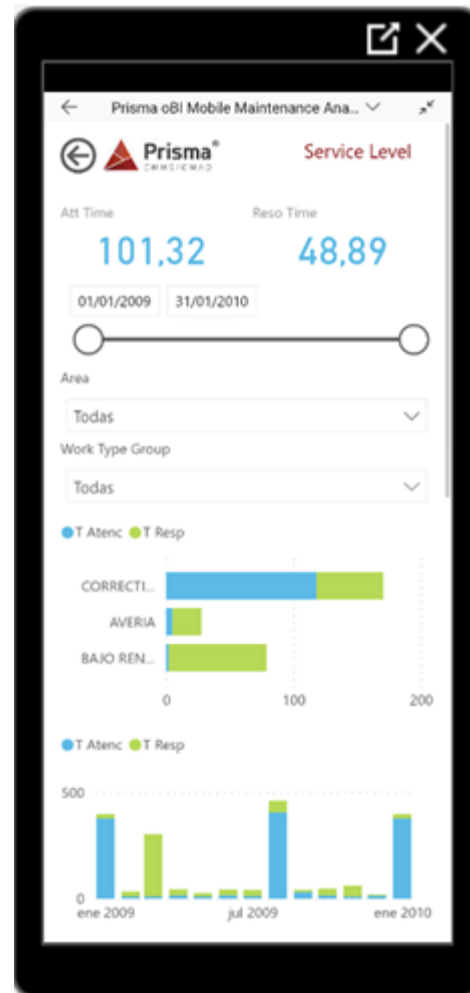 Prisma oBI Mobile Maintenance Ana...
Prisma®
CMMS/GMAO
Service Level
Att Time
Reso Time
101,32
48,89
01/01/2009
31/01/2010
Area
Todas
Work Type Group
Todas
T Atenc T Resp
CORRECTI...
AVERIA
BAJO REN...
0 100 200
T Atenc T Resp
500
0
ene 2009 jul 2009 ene 2010